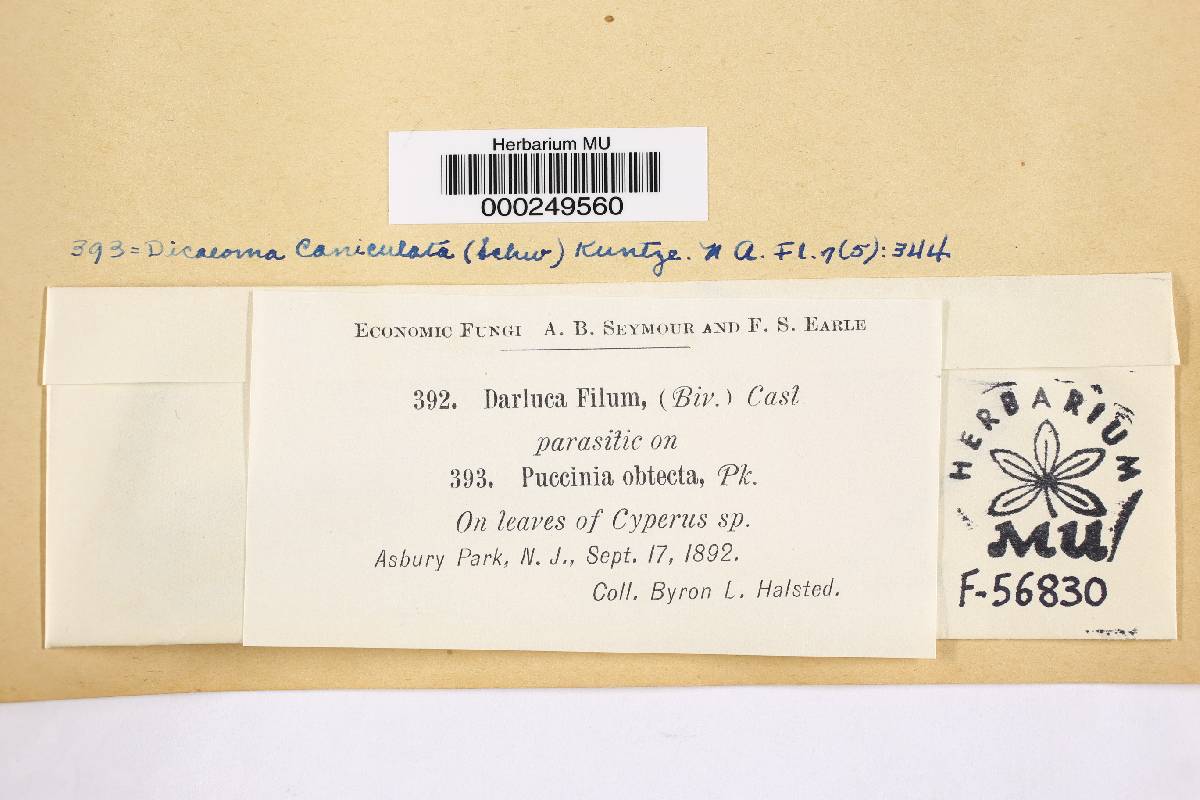 Herbarium MU
000249560
393 = Dicaeoma Caniculata (Schw) Kuntze. N A. Fl. 7(5): 344
ECONOMIC FUNGI A. B. SEYMOUR AND F. S. EARLE
392. Darluca Filum, (Biv.) Cast
parasitic on
393. Puccinia obtecta, Pk.
On leaves of Cyperus sp.
Asbury Park, N. J., Sept. 17, 1892.
Coll. Byron L. Halsted.
HERBARIUM
MU
F-56830